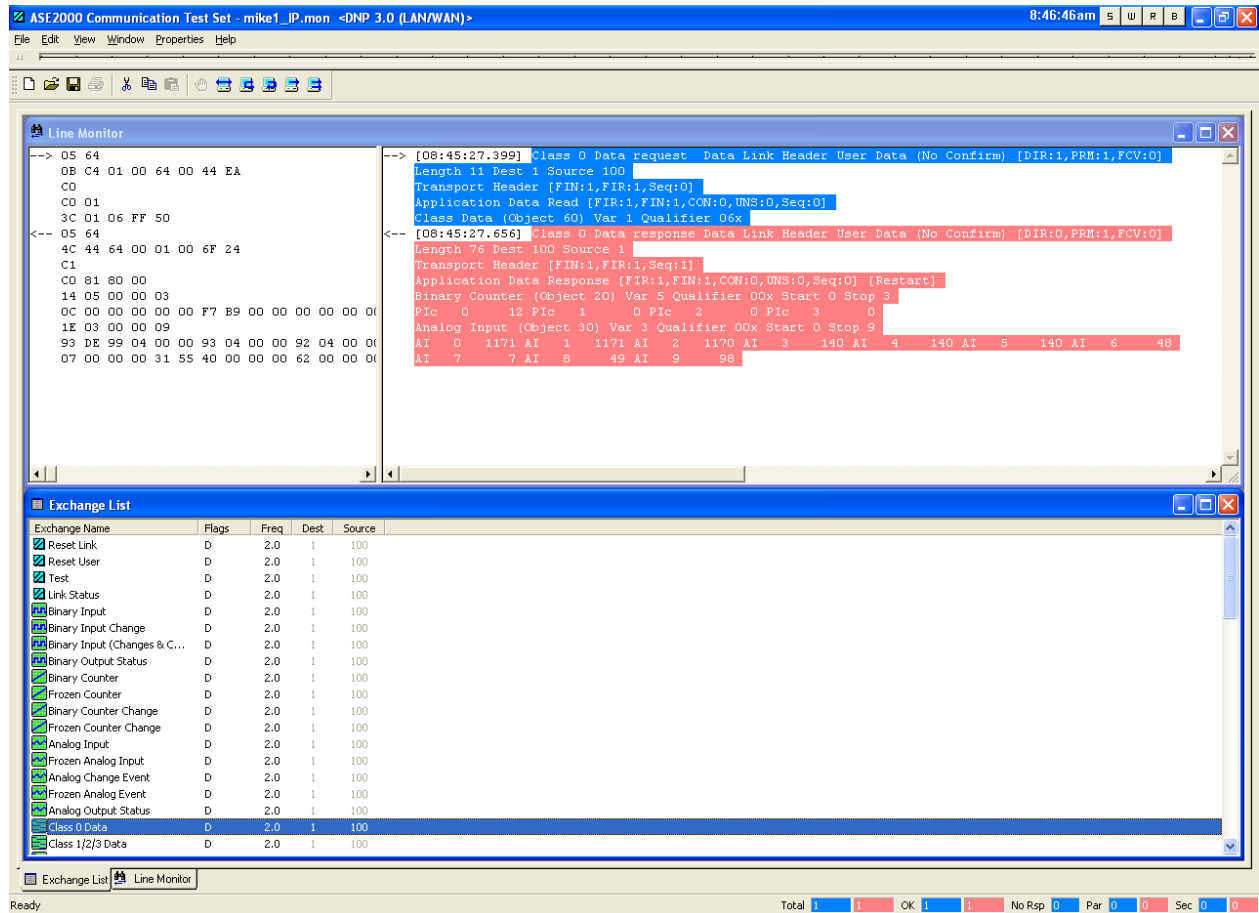 ASE2000 Communication Test Set - mike1_IP.mon <DNP 3.0 (LAN/WAN)>
8:46:46am S W R B
File Edit View Window Properties Help
Line Monitor
--> 05 64
0B C4 01 00 64 00 44 EA
C0
C0 01
3C 01 06 FF 50
<-- 05 64
4C 44 64 00 01 00 6F 24
C1
C0 81 80 00
14 05 00 00 03
0C 00 00 00 00 F7 B9 00 00 00 00 00 00
1E 03 00 00 09
93 DE 99 04 00 00 93 04 00 00 92 04 00 00
07 00 00 00 31 55 40 00 00 00 62 00 00 00
--> [08:45:27.399] Class 0 Data request Data Link Header User Data (No Confirm) [DIR:1,PRM:1,FCV:0]
Length 11 Dest 1 Source 100
Transport Header [FIN:1,FIR:1,Seq:0]
Application Data Read [FIR:1,FIN:1,CON:0,UNS:0,Seq:0]
Class Data (Object 60) Var 1 Qualifier 06x
<-- [08:45:27.656] Class 0 Data response Data Link Header User Data (No Confirm) [DIR:0,PRM:1,FCV:0]
Length 76 Dest 100 Source 1
Transport Header [FIN:1,FIR:1,Seq:1]
Application Data Response [FIR:1,FIN:1,CON:0,UNS:0,Seq:0] [Restart]
Binary Counter (Object 20) Var 5 Qualifier 00x Start 0 Stop 3
PIc 0 12 PIc 1 0 PIc 2 0 PIc 3 0
Analog Input (Object 30) Var 3 Qualifier 00x Start 0 Stop 9
AI 0 1171 AI 1 1171 AI 2 1170 AI 3 140 AI 4 140 AI 5 140 AI 6 48
AI 7 7 AI 8 49 AI 9 98
Exchange List
Exchange Name Flags Freq Dest Source
Reset Link D 2.0 1 100
Reset User D 2.0 1 100
Test D 2.0 1 100
Link Status D 2.0 1 100
Binary Input D 2.0 1 100
Binary Input Change D 2.0 1 100
Binary Input (Changes & C... D 2.0 1 100
Binary Output Status D 2.0 1 100
Binary Counter D 2.0 1 100
Frozen Counter D 2.0 1 100
Binary Counter Change D 2.0 1 100
Frozen Counter Change D 2.0 1 100
Analog Input D 2.0 1 100
Frozen Analog Input D 2.0 1 100
Analog Change Event D 2.0 1 100
Frozen Analog Event D 2.0 1 100
Analog Output Status D 2.0 1 100
Class 0 Data D 2.0 1 100
Class 1/2/3 Data D 2.0 1 100
Exchange List Line Monitor
Ready Total 1 1 OK 1 1 No Rsp 0 Par 0 0 Sec 0 0